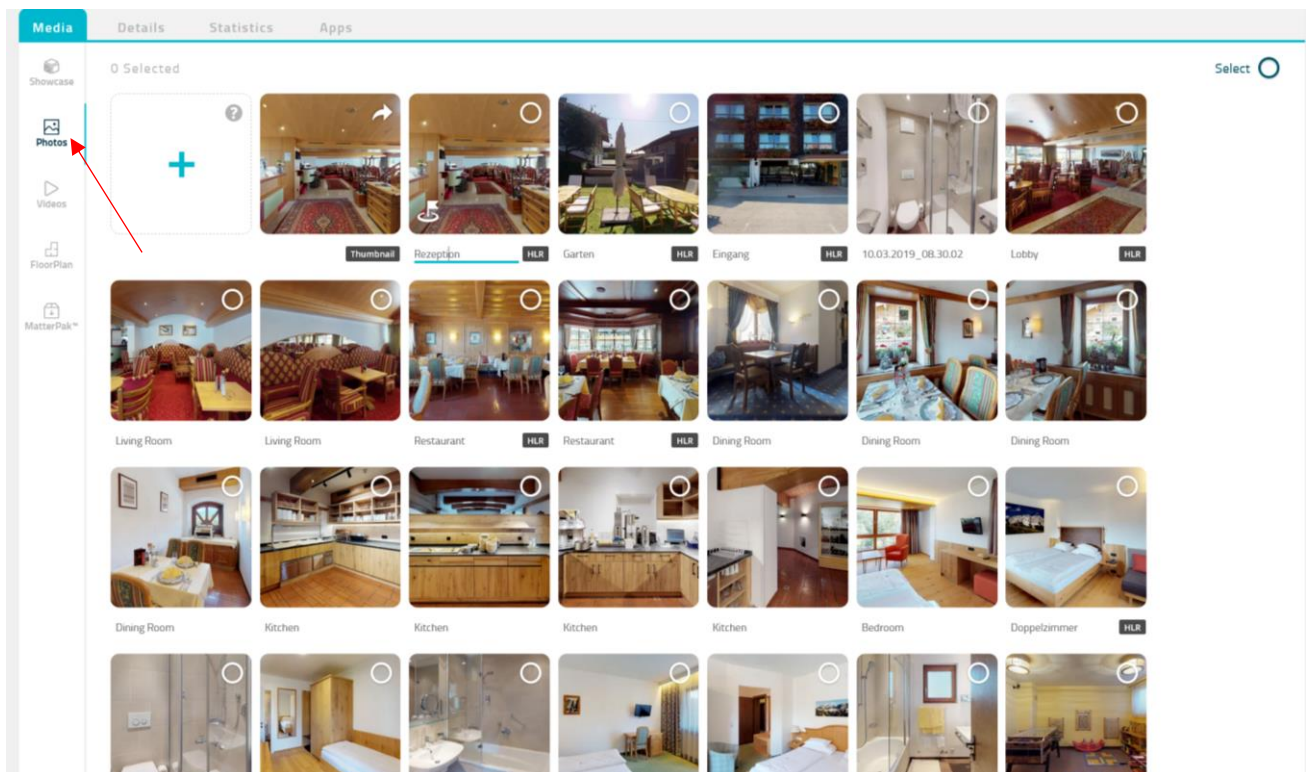 Media Details Statistics Apps
0 Selected
Select
Showcase
Photos
Videos
FloorPlan
MatterPak™
?
+
Thumbnail
Rezeption HLR
Garten HLR
Eingang HLR
10.03.2019_08.30.02
Lobby HLR
Living Room
Living Room
Restaurant HLR
Restaurant HLR
Dining Room
Dining Room
Dining Room
Dining Room
Kitchen
Kitchen
Kitchen
Kitchen
Bedroom
Doppelzimmer HLR